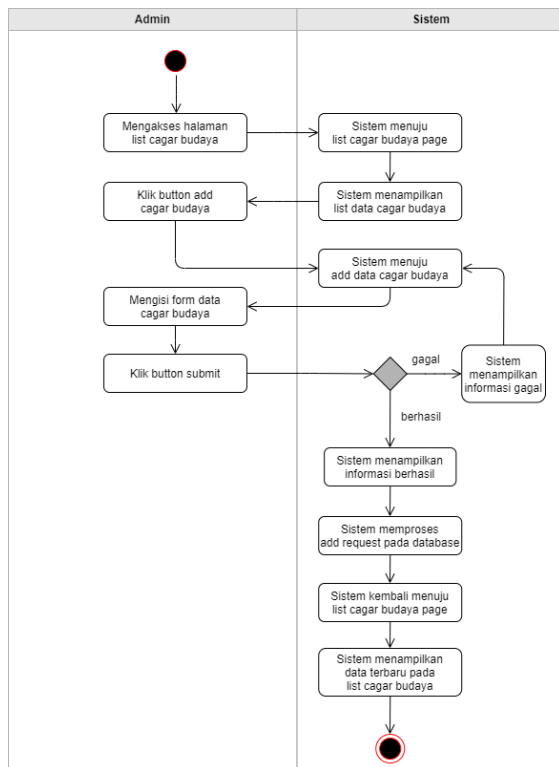 Admin
Sistem
Mengakses halaman
list cagar budaya
Sistem menuju
list cagar budaya page
Klik button add
cagar budaya
Sistem menampilkan
list data cagar budaya
Sistem menuju
add data cagar budaya
Mengisi form data
cagar budaya
Klik button submit
gagal
Sistem
menampilkan
informasi gagal
berhasil
Sistem menampilkan
informasi berhasil
Sistem memproses
add request pada database
Sistem kembali menuju
list cagar budaya page
Sistem menampilkan
data terbaru pada
list cagar budaya